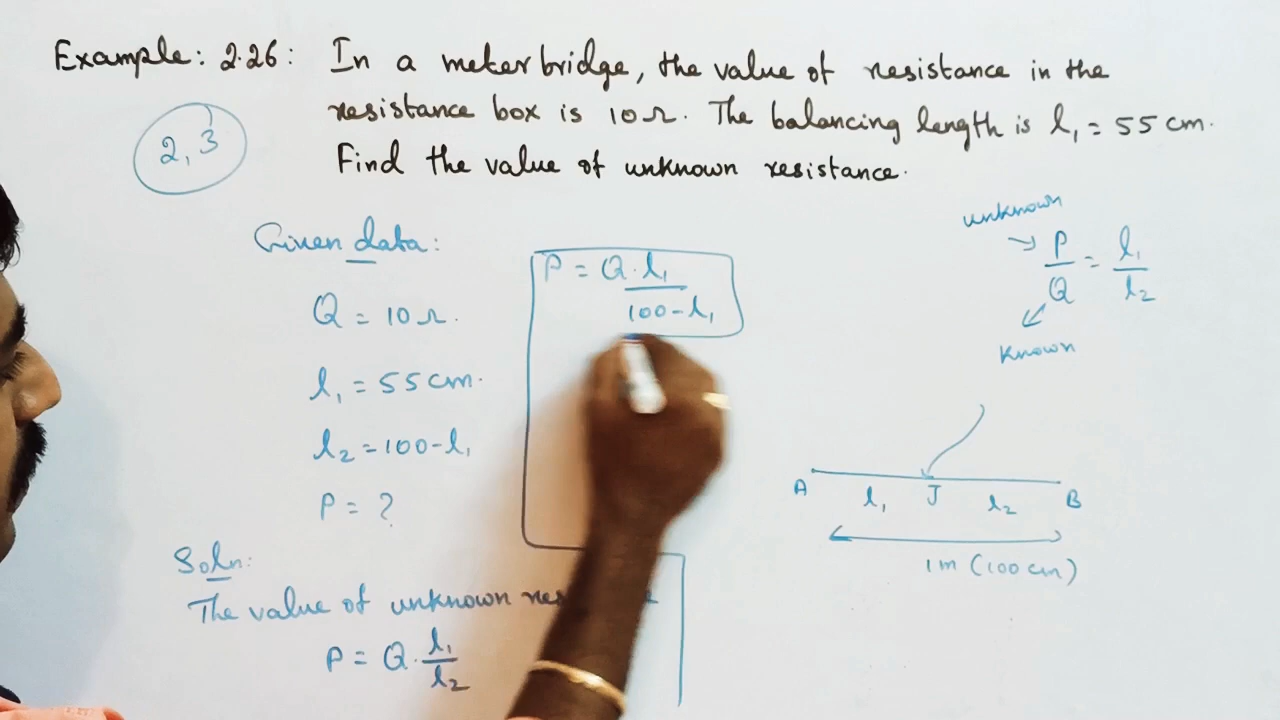 Example: 2.26: In a meter bridge, the value of resistance in the
resistance box is 10Ω. The balancing length is l₁ = 55 cm.
Find the value of unknown resistance.
2, 3
Given data:
Q = 10Ω.
l₁ = 55 cm.
l₂ = 100-l₁
P = ?
Soln:
The value of unknown
P = Q. l₁/l₂
P = Q. l₁/100-l₁
unknown
→ P/Q = l₁/l₂
known
A l₁ J l₂ B
1m (100 cm)